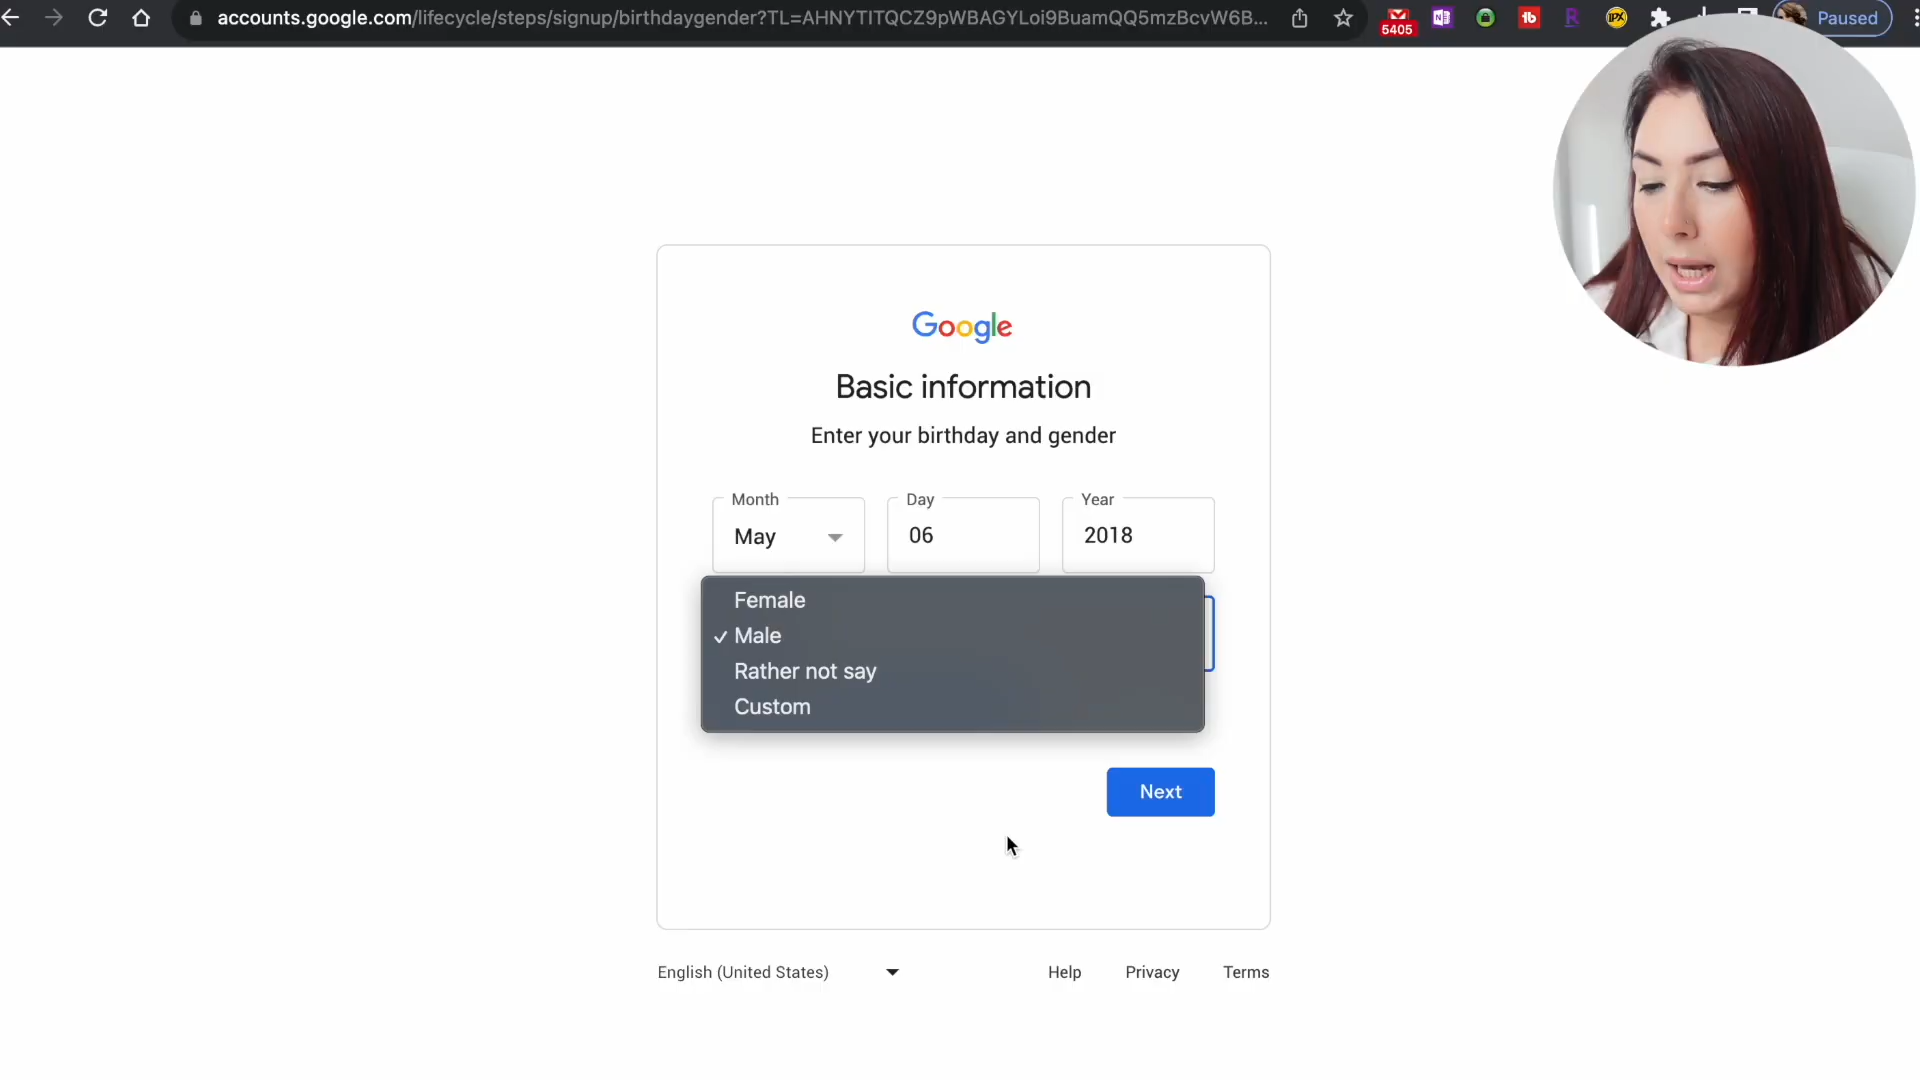 accounts.google.com/lifecycle/steps/signup/birthdaygender?TL=AHNYTITQCZ9pWBAGYLoi9BuamQQ5mzBcvW6B...
5405
N
tb
R
IPX
Paused
Google
Basic information
Enter your birthday and gender
Month
Day
Year
May
06
2018
Female
✓ Male
Rather not say
Custom
Next
English (United States)
Help
Privacy
Terms